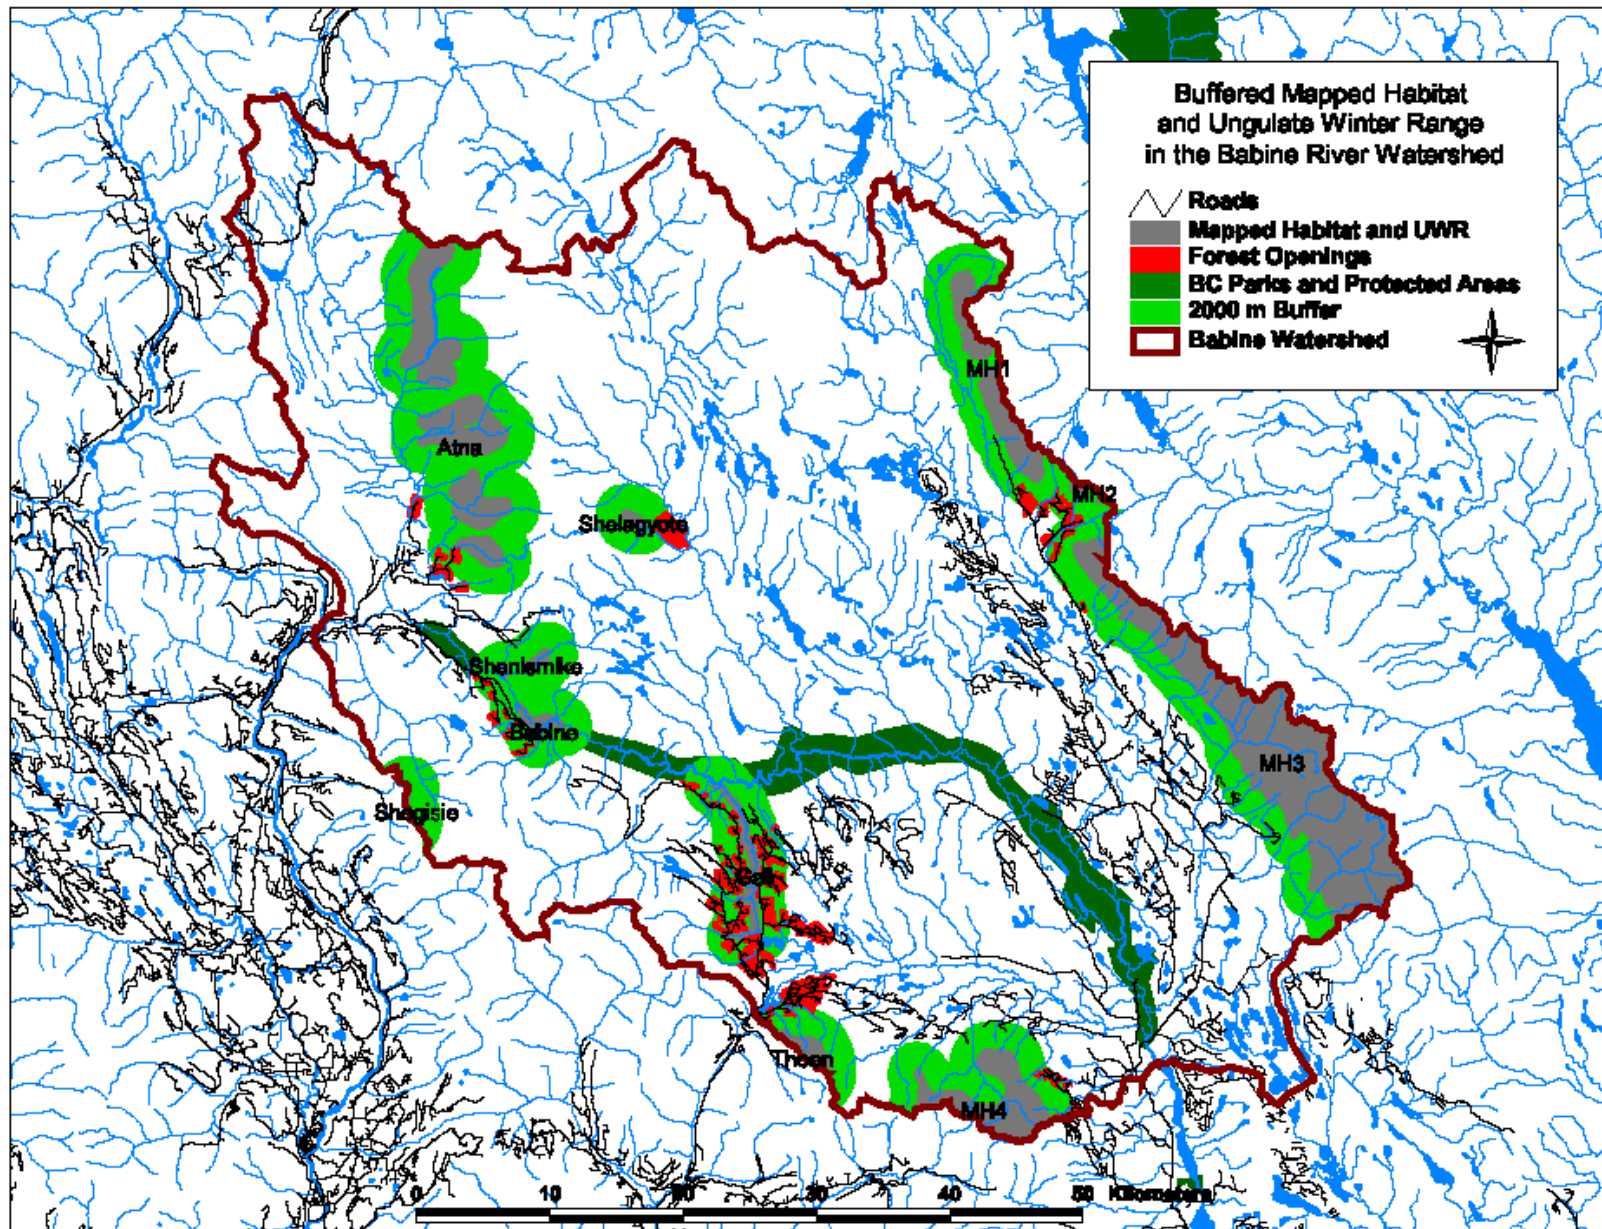 Buffered Mapped Habitat
and Ungulate Winter Range
in the Babine River Watershed
Roads
Mapped Habitat and UWR
Forest Openings
BC Parks and Protected Areas
2000 m Buffer
Babine Watershed
MH1
Atna
MH2
Shelagyote
Shenismike
Babine
MH3
Shegisie
Thoen
MH4
0 10 20 30 40 50 Kilometers